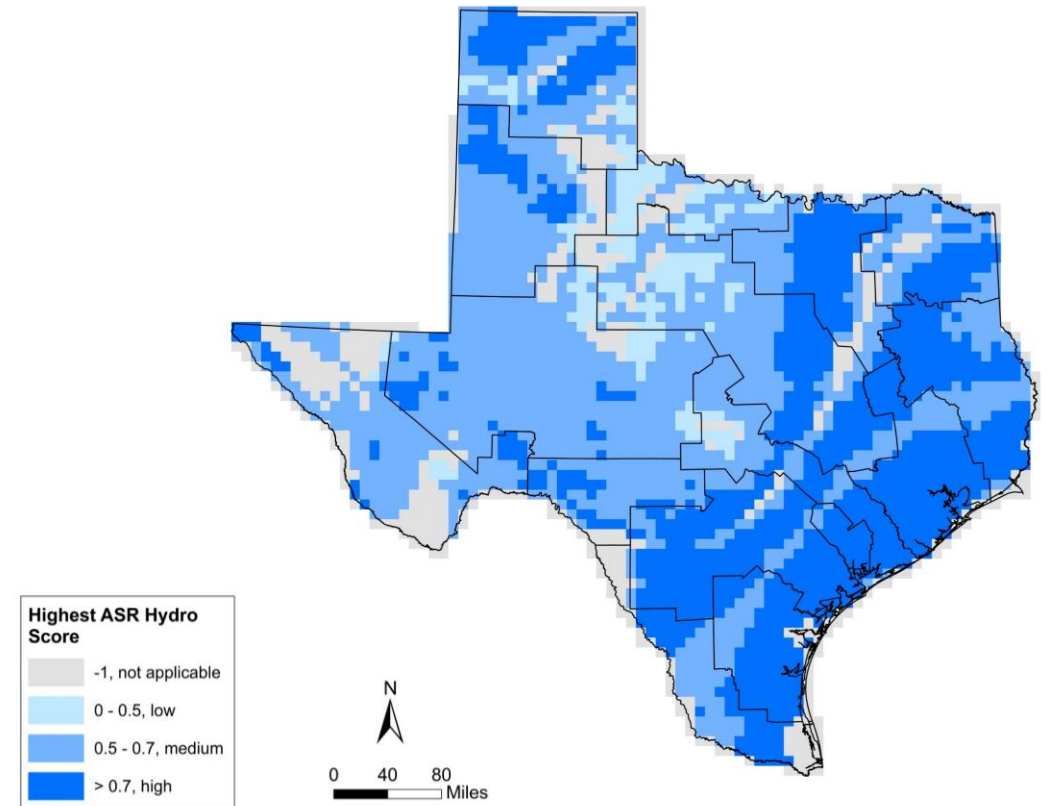 Highest ASR Hydro
Score
-1, not applicable
0 - 0.5, low
0.5 - 0.7, medium
> 0.7, high
N
0 40 80
Miles